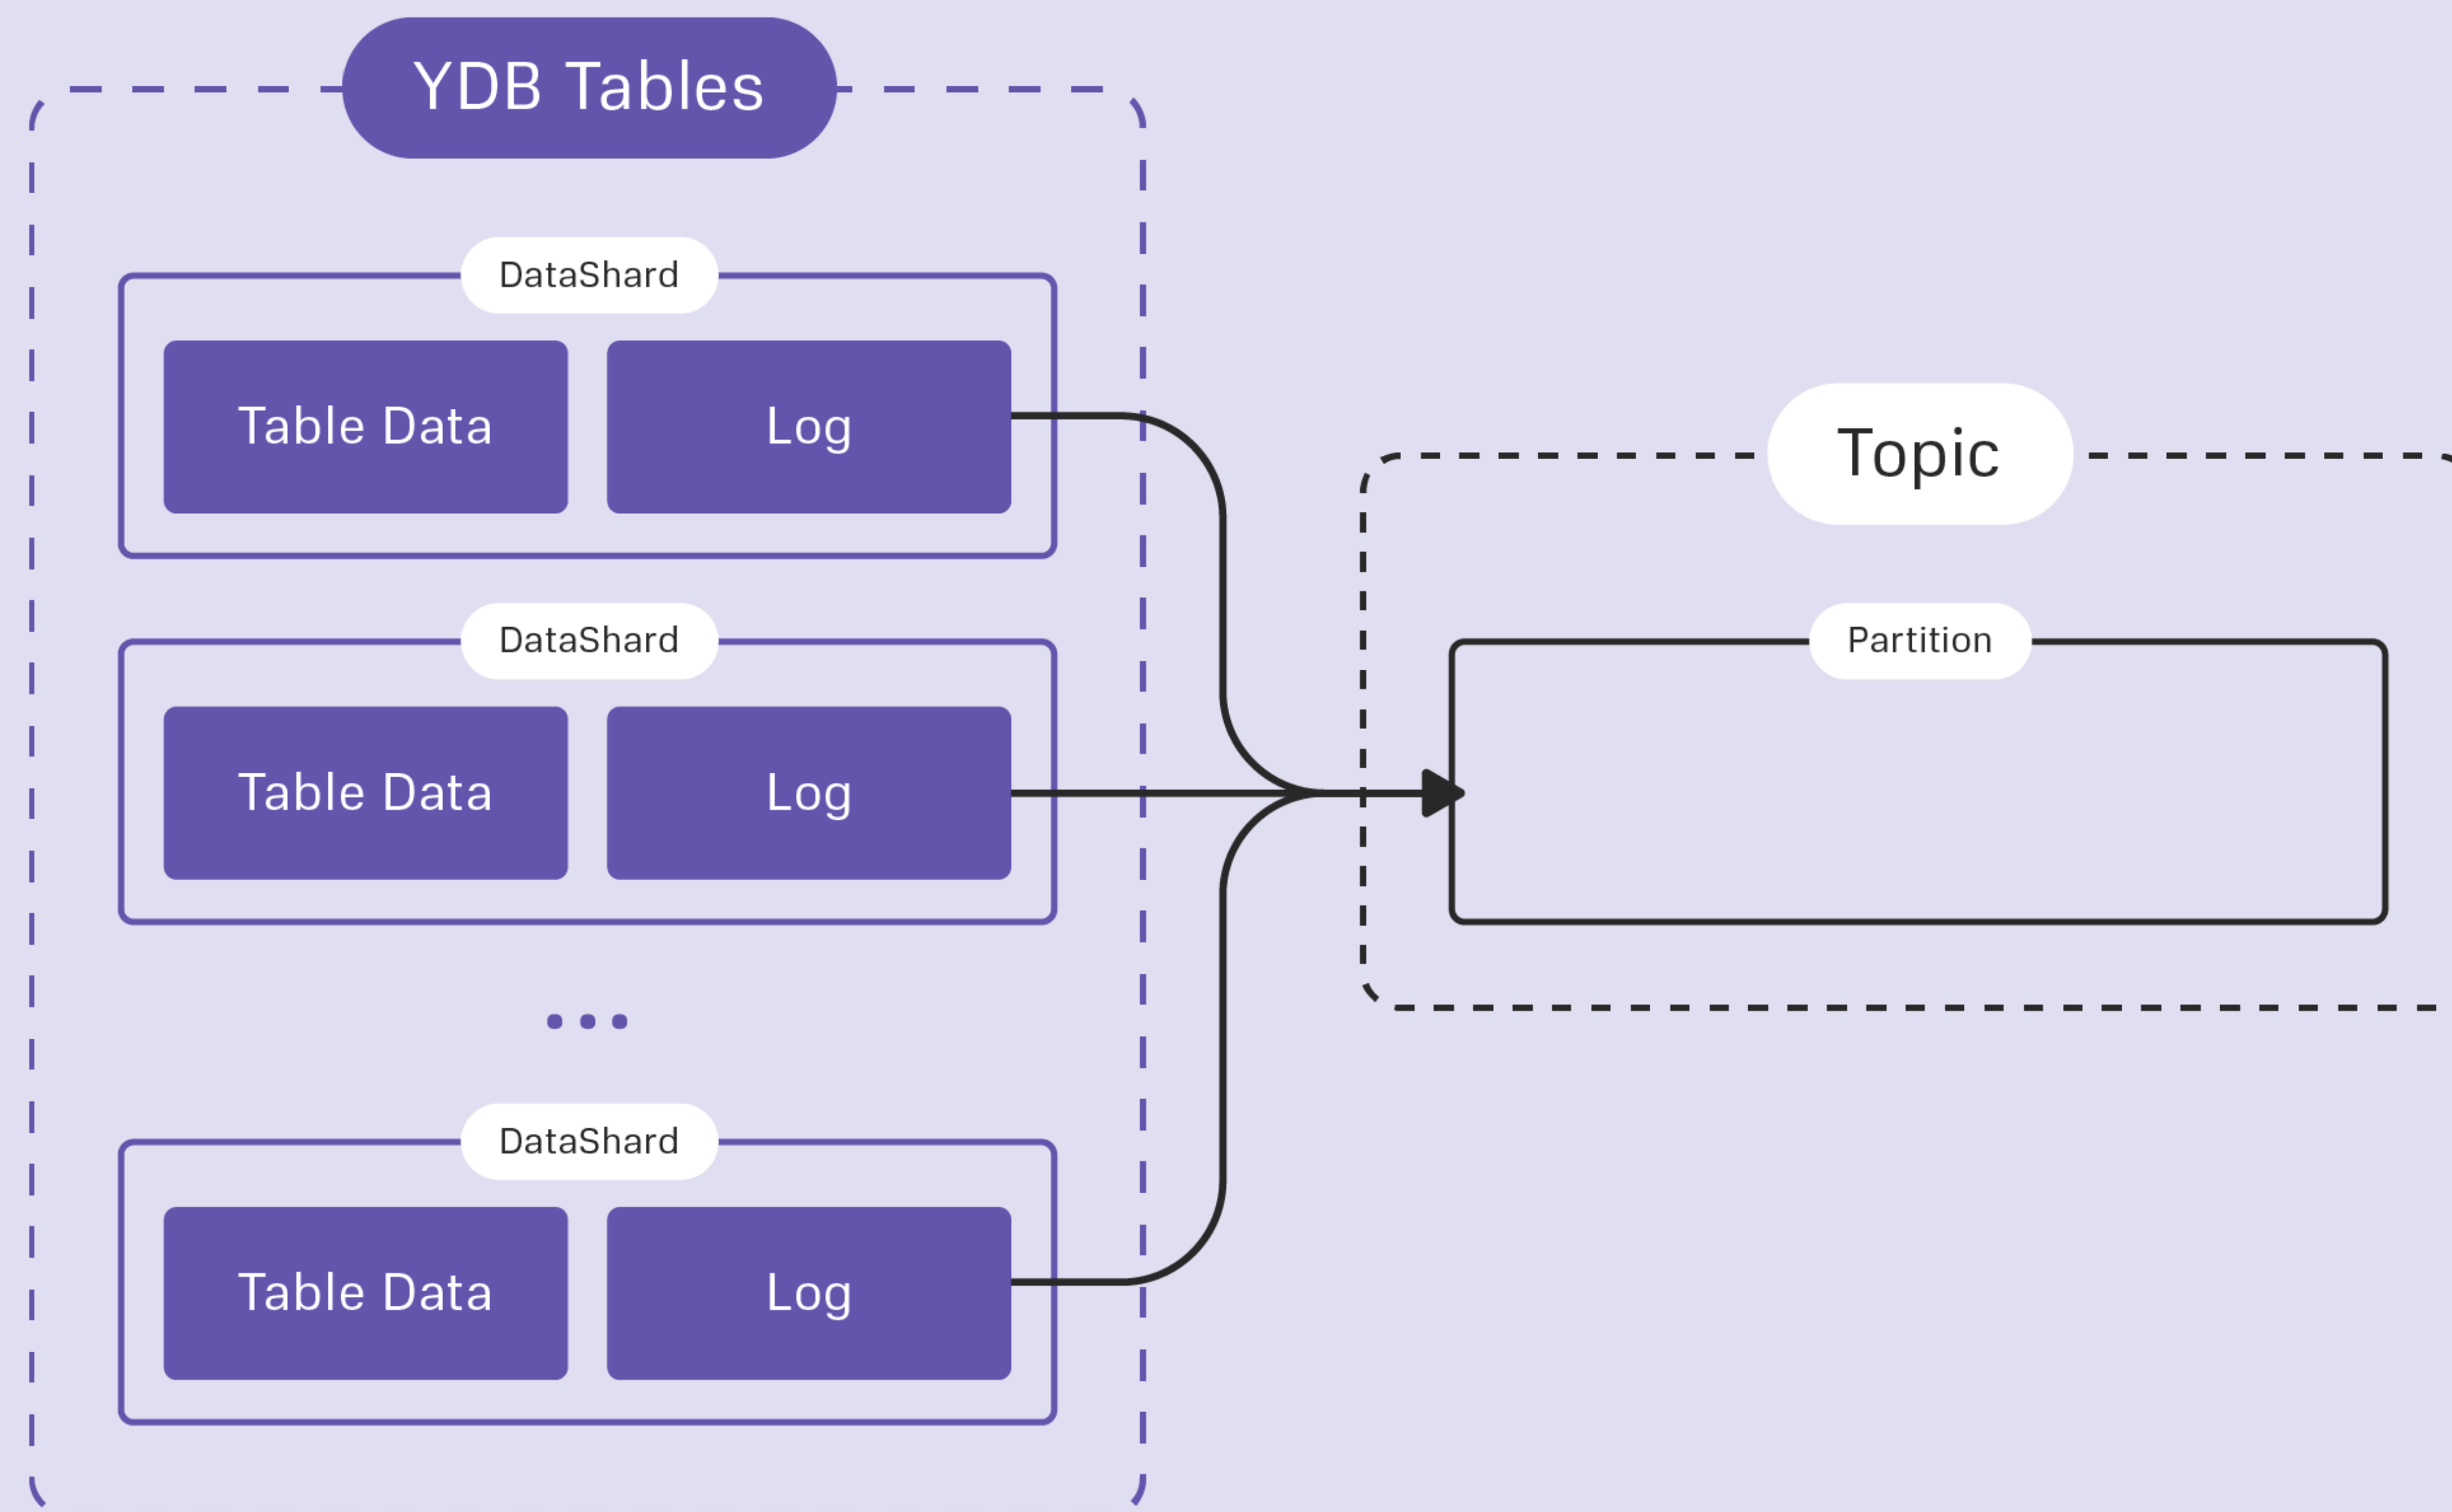 YDB Tables
DataShard
Table Data
Log
DataShard
Table Data
Log
...
DataShard
Table Data
Log
Topic
Partition